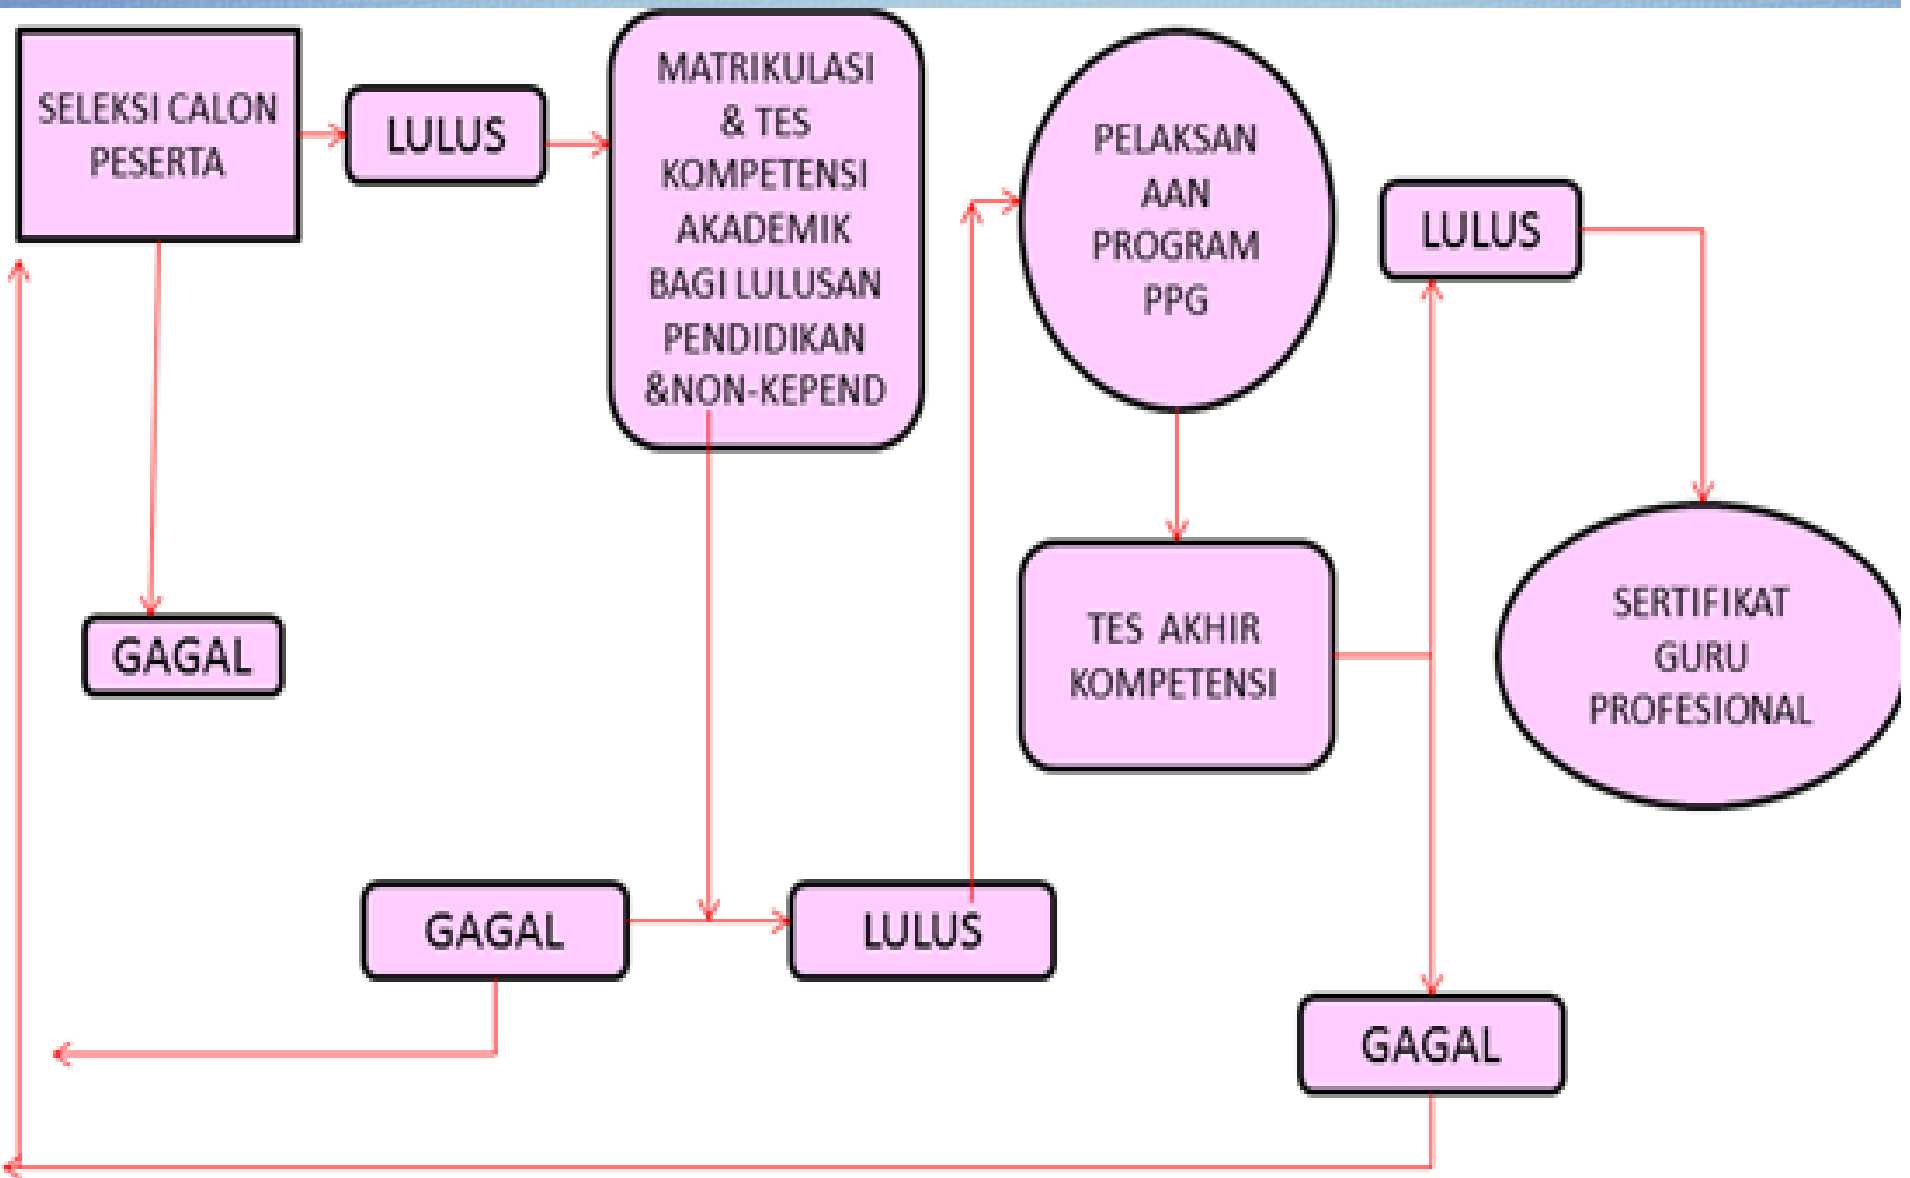 SELEKSI CALON
PESERTA
LULUS
MATRIKULASI
& TES
KOMPETENSI
AKADEMIK
BAGI LULUSAN
PENDIDIKAN
&NON-KEPEND
PELAKSAN
AAN
PROGRAM
PPG
LULUS
GAGAL
TES AKHIR
KOMPETENSI
SERTIFIKAT
GURU
PROFESIONAL
GAGAL
LULUS
GAGAL